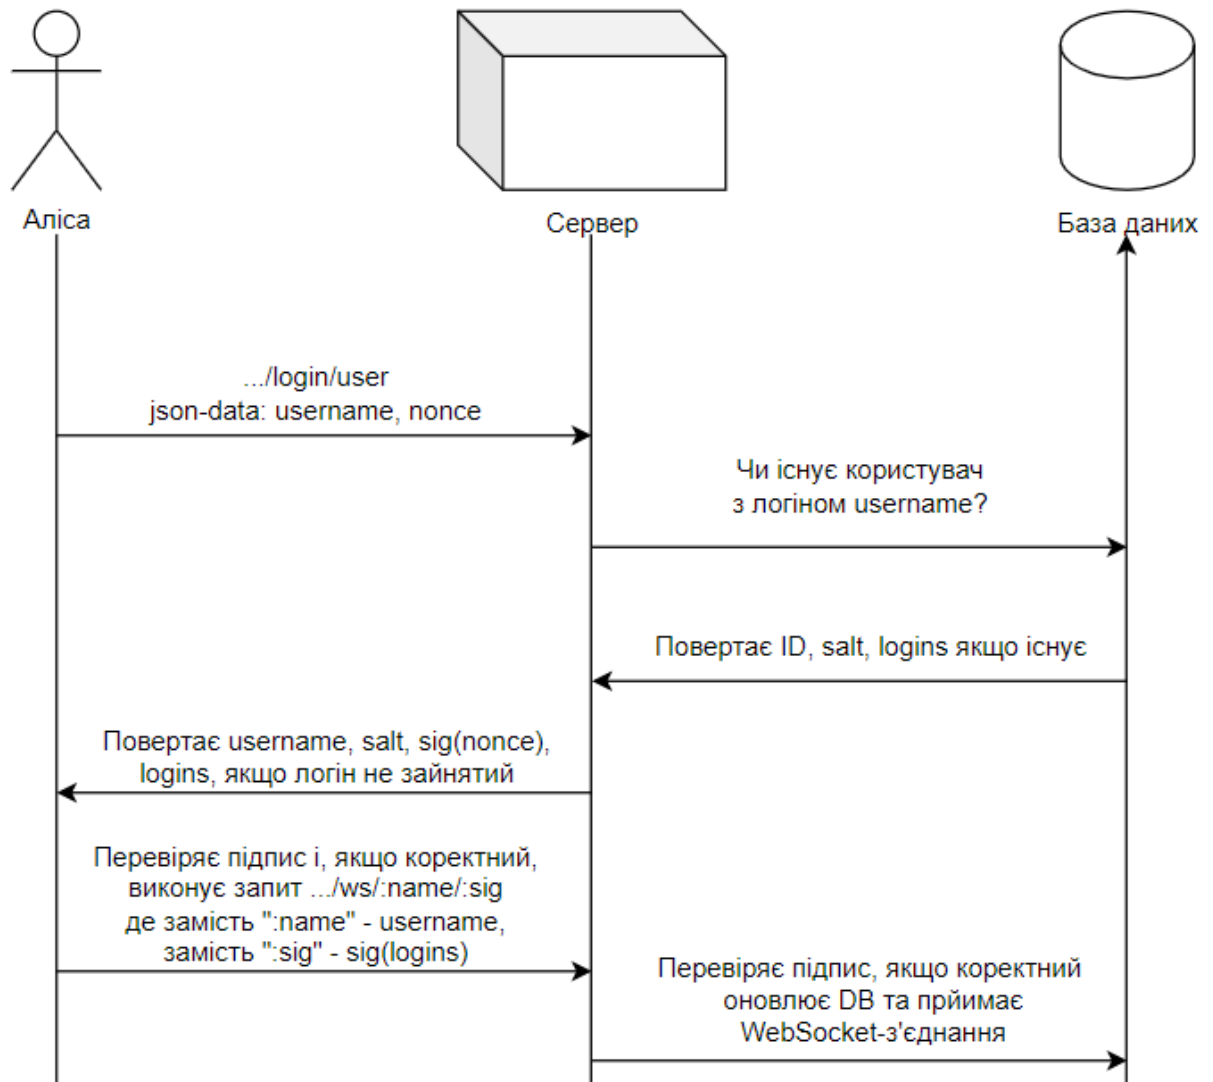 Аліса
Сервер
База даних
.../login/user
json-data: username, nonce
Чи існує користувач
з логіном username?
Повертає ID, salt, logins якщо існує
Повертає username, salt, sig(nonce),
logins, якщо логін не зайнятий
Перевіряє підпис і, якщо коректний,
виконує запит .../ws/:name/:sig
де замість ":name" - username,
замість ":sig" - sig(logins)
Перевіряє підпис, якщо коректний
оновлює DB та прйимає
WebSocket-з'єднання